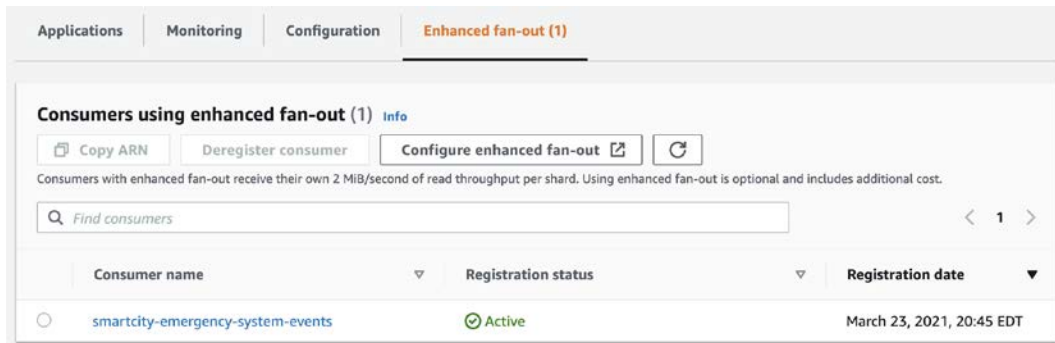 Applications Monitoring Configuration Enhanced fan-out (1)
Consumers using enhanced fan-out (1) Info
Copy ARN Deregister consumer Configure enhanced fan-out
Consumers with enhanced fan-out receive their own 2 MiB/second of read throughput per shard. Using enhanced fan-out is optional and includes additional cost.
Find consumers < 1 >
Consumer name Registration status Registration date
smartcity-emergency-system-events Active March 23, 2021, 20:45 EDT